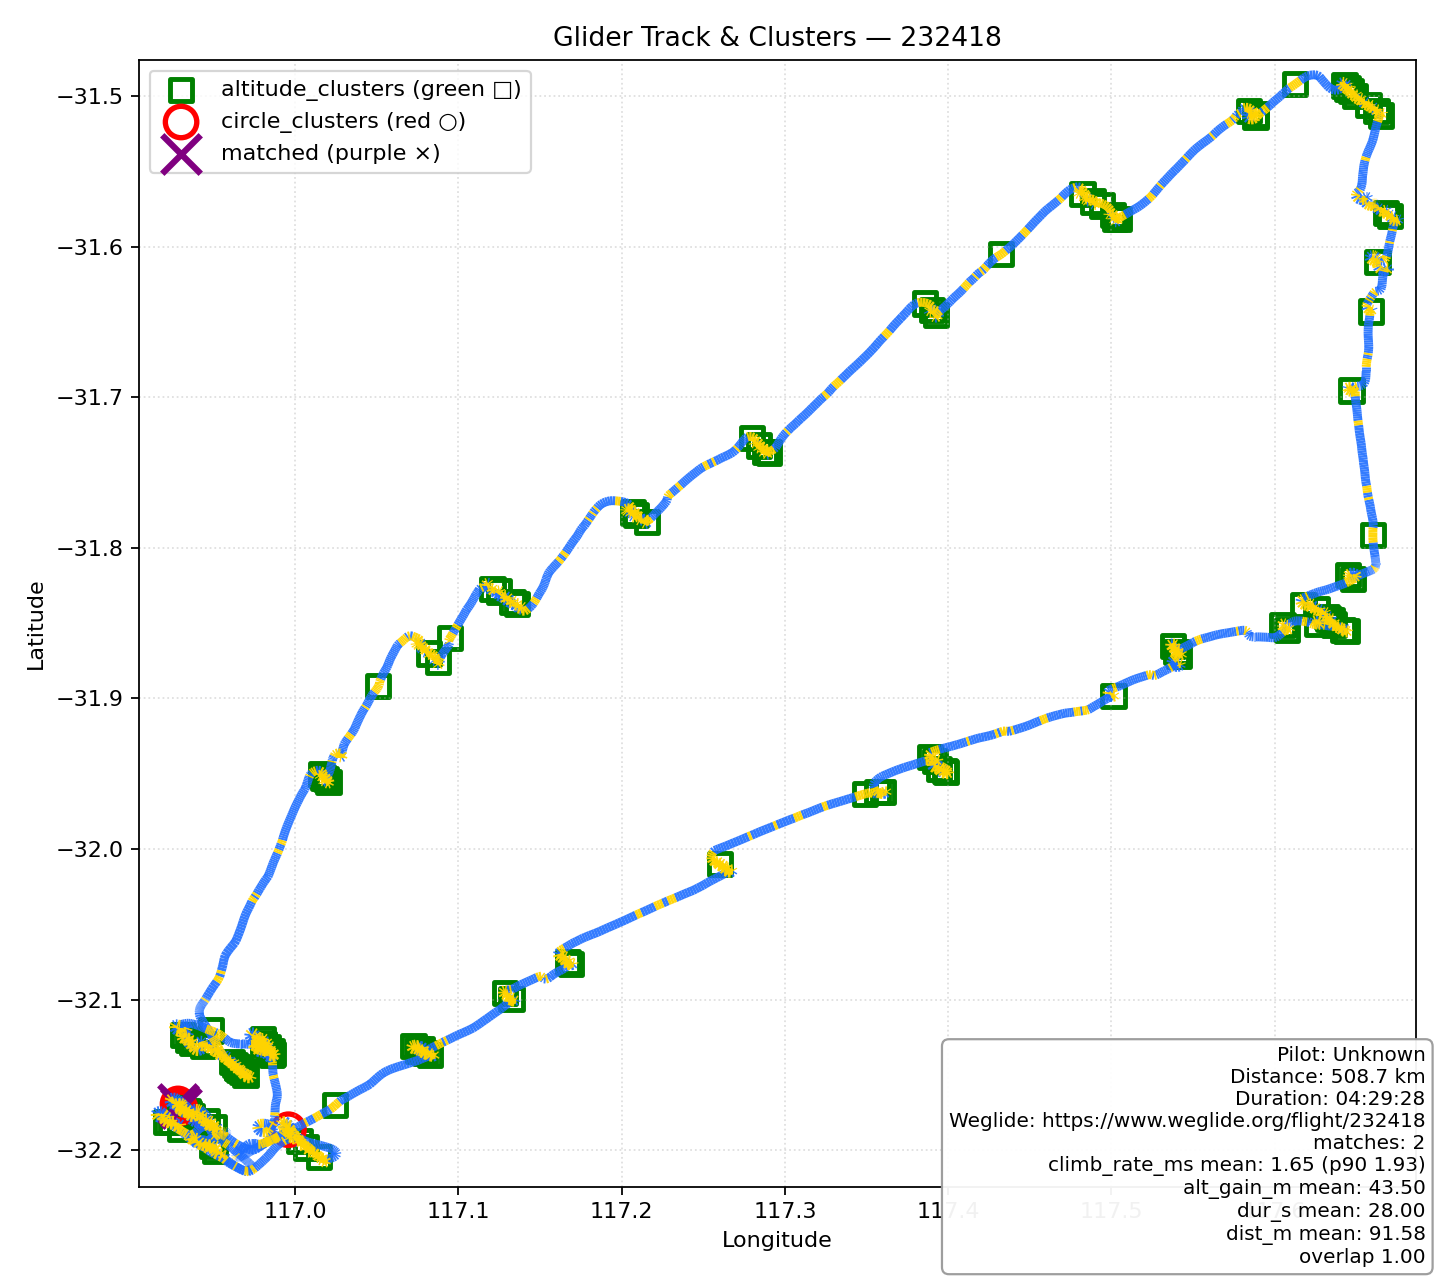 Glider Track & Clusters — 232418
altitude_clusters (green □)
circle_clusters (red ○)
matched (purple ×)
−31.5
−31.6
−31.7
−31.8
−31.9
−32.0
−32.1
−32.2
Latitude
117.0
117.1
117.2
117.3
117.4
117.5
Longitude
Pilot: Unknown
Distance: 508.7 km
Duration: 04:29:28
Weglide: https://www.weglide.org/flight/232418
matches: 2
climb_rate_ms mean: 1.65 (p90 1.93)
alt_gain_m mean: 43.50
dur_s mean: 28.00
dist_m mean: 91.58
overlap 1.00